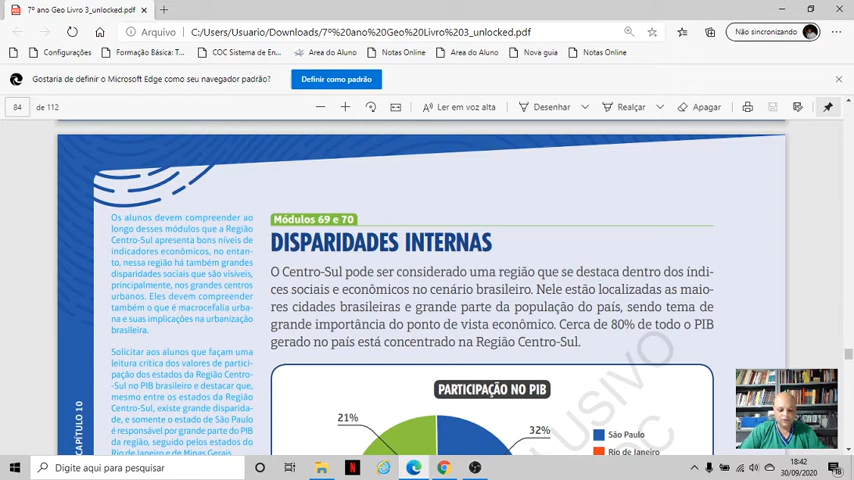 7º ano Geo Livro 3_unlocked.pdf
Arquivo
C:/Users/Usuario/Downloads/7º%20ano%20Geo%20Livro%203_unlocked.pdf
Não sincronizando
Configurações
Formação Básica: T...
COC Sistema de En...
Area do Aluno
Notas Online
Area do Aluno
Nova guia
Notas Online
Gostaria de definir o Microsoft Edge como seu navegador padrão?
Definir como padrão
84
de 112
Ler em voz alta
Desenhar
Realçar
Apagar
Os alunos devem compreender ao
longo desses módulos que a Região
Centro-Sul apresenta bons níveis de
indicadores econômicos, no entan-
to, nessa região há também grandes
disparidades sociais que são visíveis,
principalmente, nos grandes centros
urbanos. Eles devem compreender
também o que é macrocefalia urba-
na e suas implicações na urbanização
brasileira.
Solicitar aos alunos que façam uma
leitura crítica dos valores de partici-
pação dos estados da Região Centro-
-Sul no PIB brasileiro e destacar que,
mesmo entre os estados da Região
Centro-Sul, existe grande disparida-
de, e somente o estado de São Paulo
é responsável por grande parte do PIB
da região, seguido pelos estados do
Rio de Janeiro e de Minas Gerais.
CAPÍTULO 10
Módulos 69 e 70
DISPARIDADES INTERNAS
O Centro-Sul pode ser considerado uma região que se destaca dentro dos índi-
ces sociais e econômicos no cenário brasileiro. Nele estão localizadas as maio-
res cidades brasileiras e grande parte da população do país, sendo tema de
grande importância do ponto de vista econômico. Cerca de 80% de todo o PIB
gerado no país está concentrado na Região Centro-Sul.
PARTICIPAÇÃO NO PIB
21%
32%
São Paulo
Rio de Janeiro
Digite aqui para pesquisar
18:42
30/09/2020
18